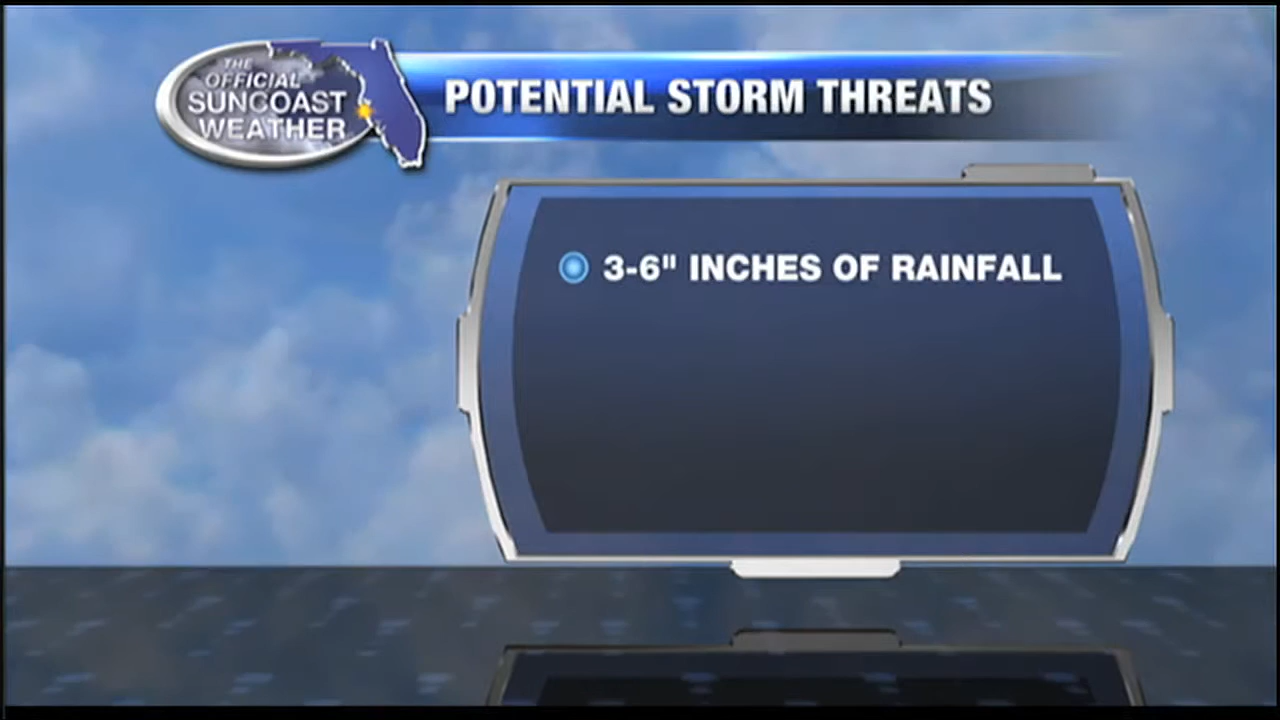 THE
OFFICIAL
SUNCOAST
WEATHER
POTENTIAL STORM THREATS
3-6" INCHES OF RAINFALL